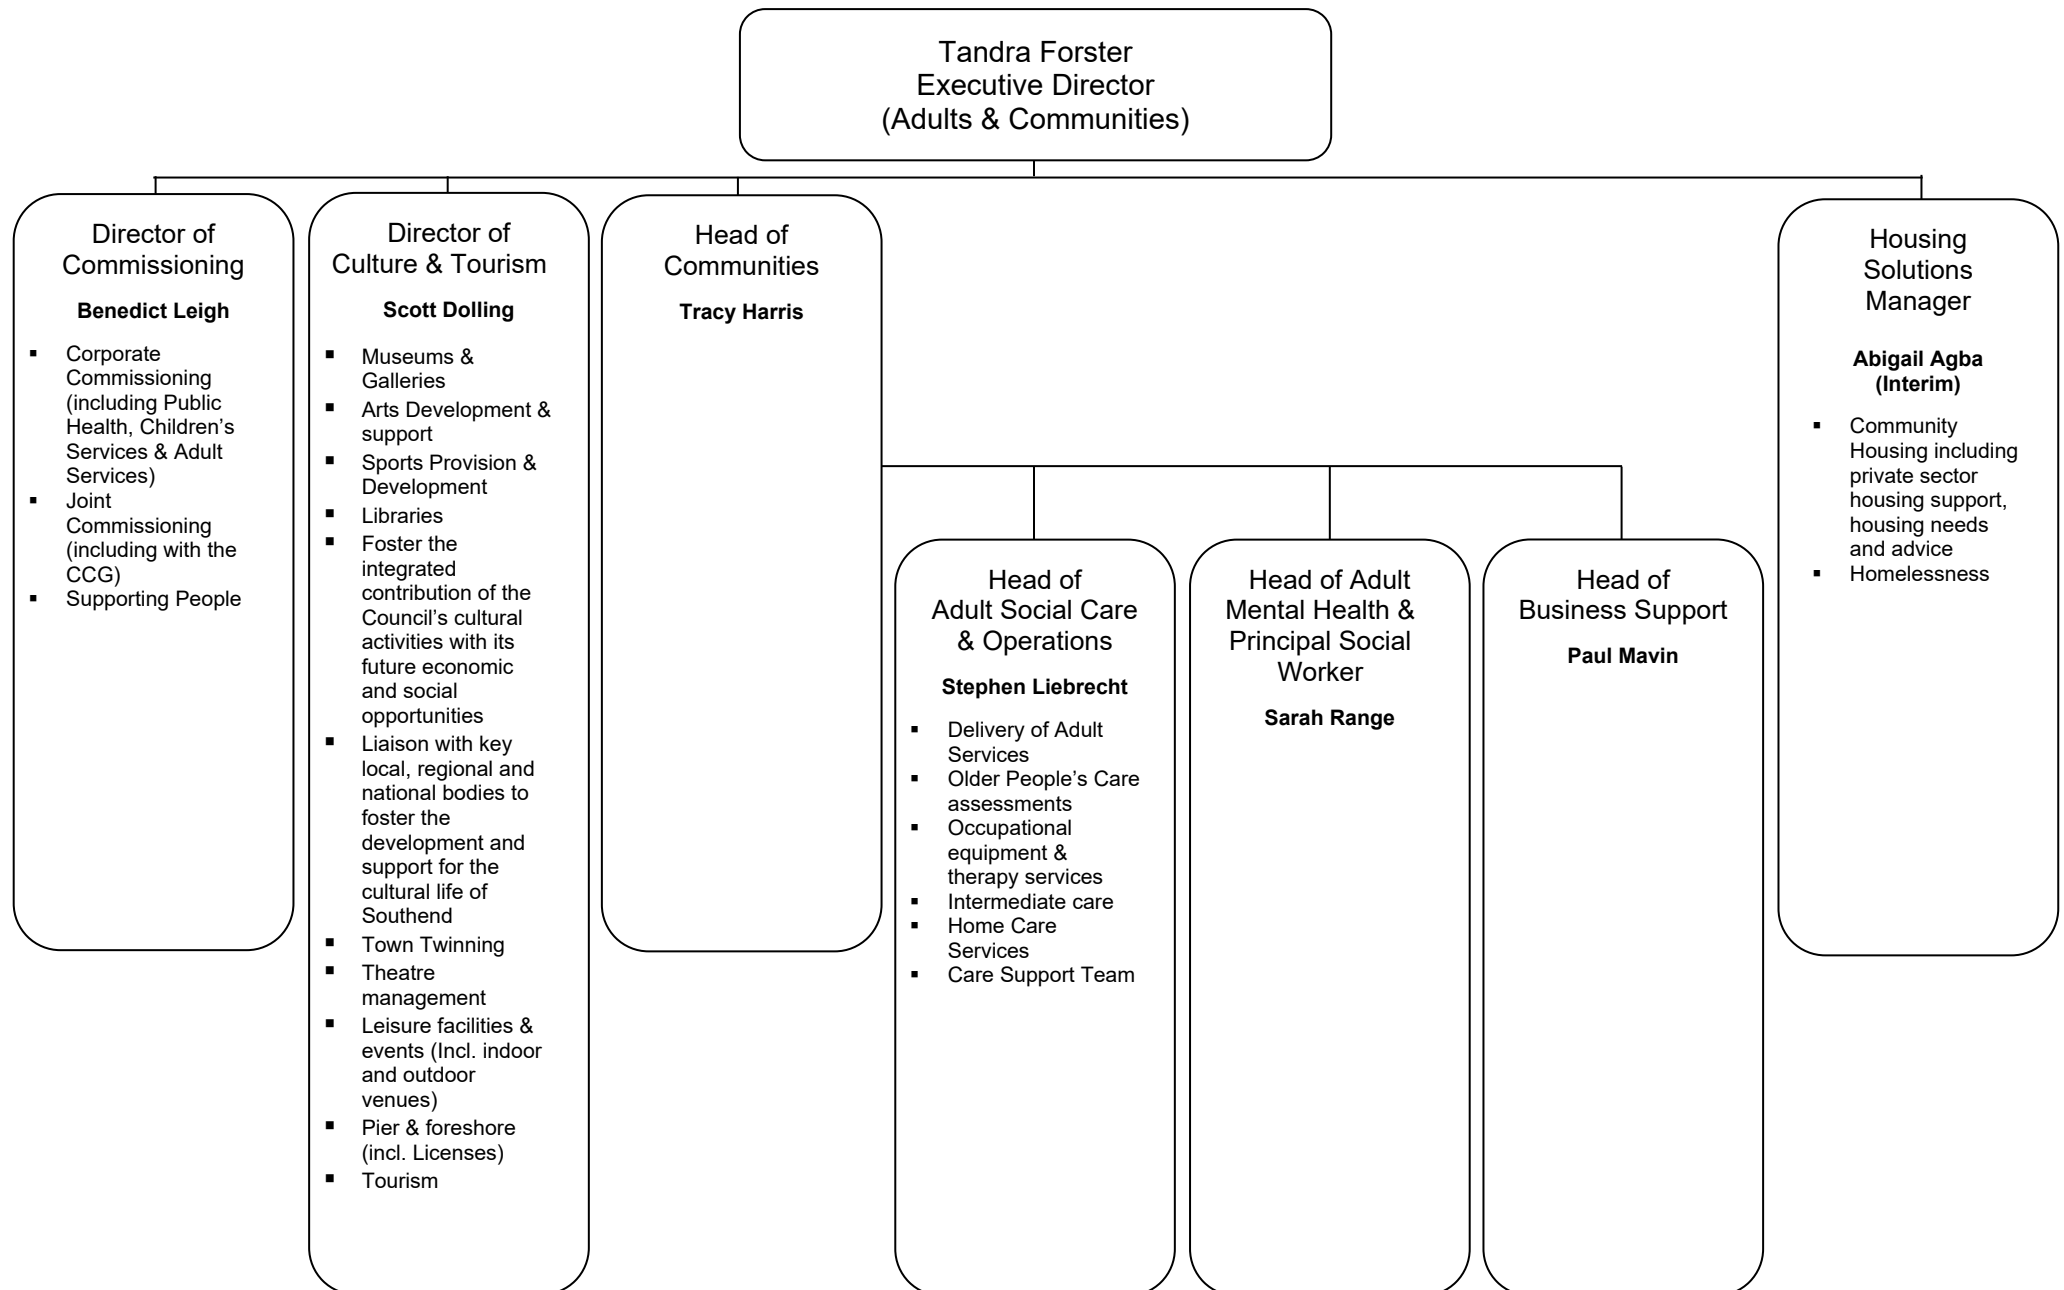 Tandra Forster
Executive Director
(Adults & Communities)
Director of
Commissioning
Benedict Leigh
▪ Corporate
Commissioning
(including Public
Health, Children’s
Services & Adult
Services)
▪ Joint
Commissioning
(including with the
CCG)
▪ Supporting People
Director of
Culture & Tourism
Scott Dolling
▪ Museums &
Galleries
▪ Arts Development &
support
▪ Sports Provision &
Development
▪ Libraries
▪ Foster the
integrated
contribution of the
Council’s cultural
activities with its
future economic
and social
opportunities
▪ Liaison with key
local, regional and
national bodies to
foster the
development and
support for the
cultural life of
Southend
▪ Town Twinning
▪ Theatre
management
▪ Leisure facilities &
events (Incl. indoor
and outdoor
venues)
▪ Pier & foreshore
(incl. Licenses)
▪ Tourism
Head of
Communities
Tracy Harris
Head of
Adult Social Care
& Operations
Stephen Liebrecht
▪ Delivery of Adult
Services
▪ Older People’s Care
assessments
▪ Occupational
equipment &
therapy services
▪ Intermediate care
▪ Home Care
Services
▪ Care Support Team
Head of Adult
Mental Health &
Principal Social
Worker
Sarah Range
Head of
Business Support
Paul Mavin
Housing
Solutions
Manager
Abigail Agba
(Interim)
▪ Community
Housing including
private sector
housing support,
housing needs
and advice
▪ Homelessness